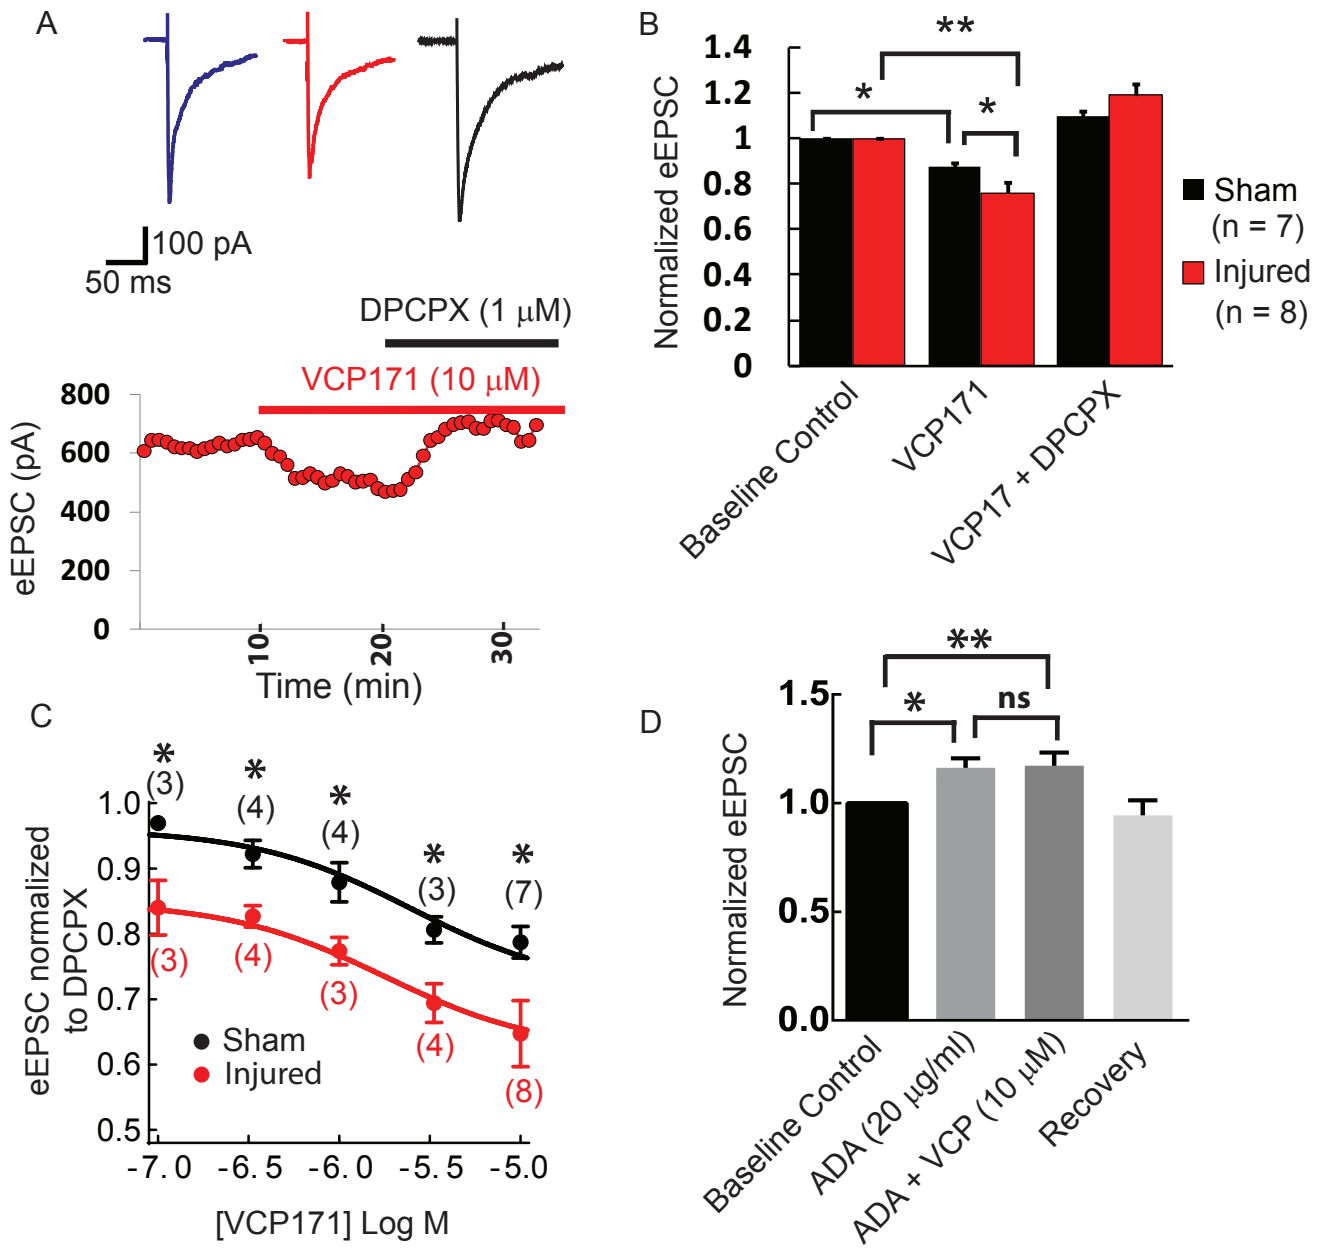 A
100 pA
50 ms
DPCPX (1 μM)
VCP171 (10 μM)
eEPSC (pA)
800
600
400
200
0
10
20
30
Time (min)
B
**
*
*
Normalized eEPSC
1.4
1.2
1
0.8
0.6
0.4
0.2
0
Sham
(n = 7)
Injured
(n = 8)
Baseline Control
VCP171
VCP17 + DPCPX
C
*
*
*
*
*
(3)
(4)
(4)
(3)
(7)
eEPSC normalized
to DPCPX
1.0
0.9
0.8
0.7
0.6
0.5
(3)
(4)
(3)
(4)
(8)
Sham
Injured
-7.0
-6.5
-6.0
-5.5
-5.0
[VCP171] Log M
D
**
*
ns
Normalized eEPSC
1.5
1.0
0.5
0.0
Baseline Control
ADA (20 μg/ml)
ADA + VCP (10 μM)
Recovery